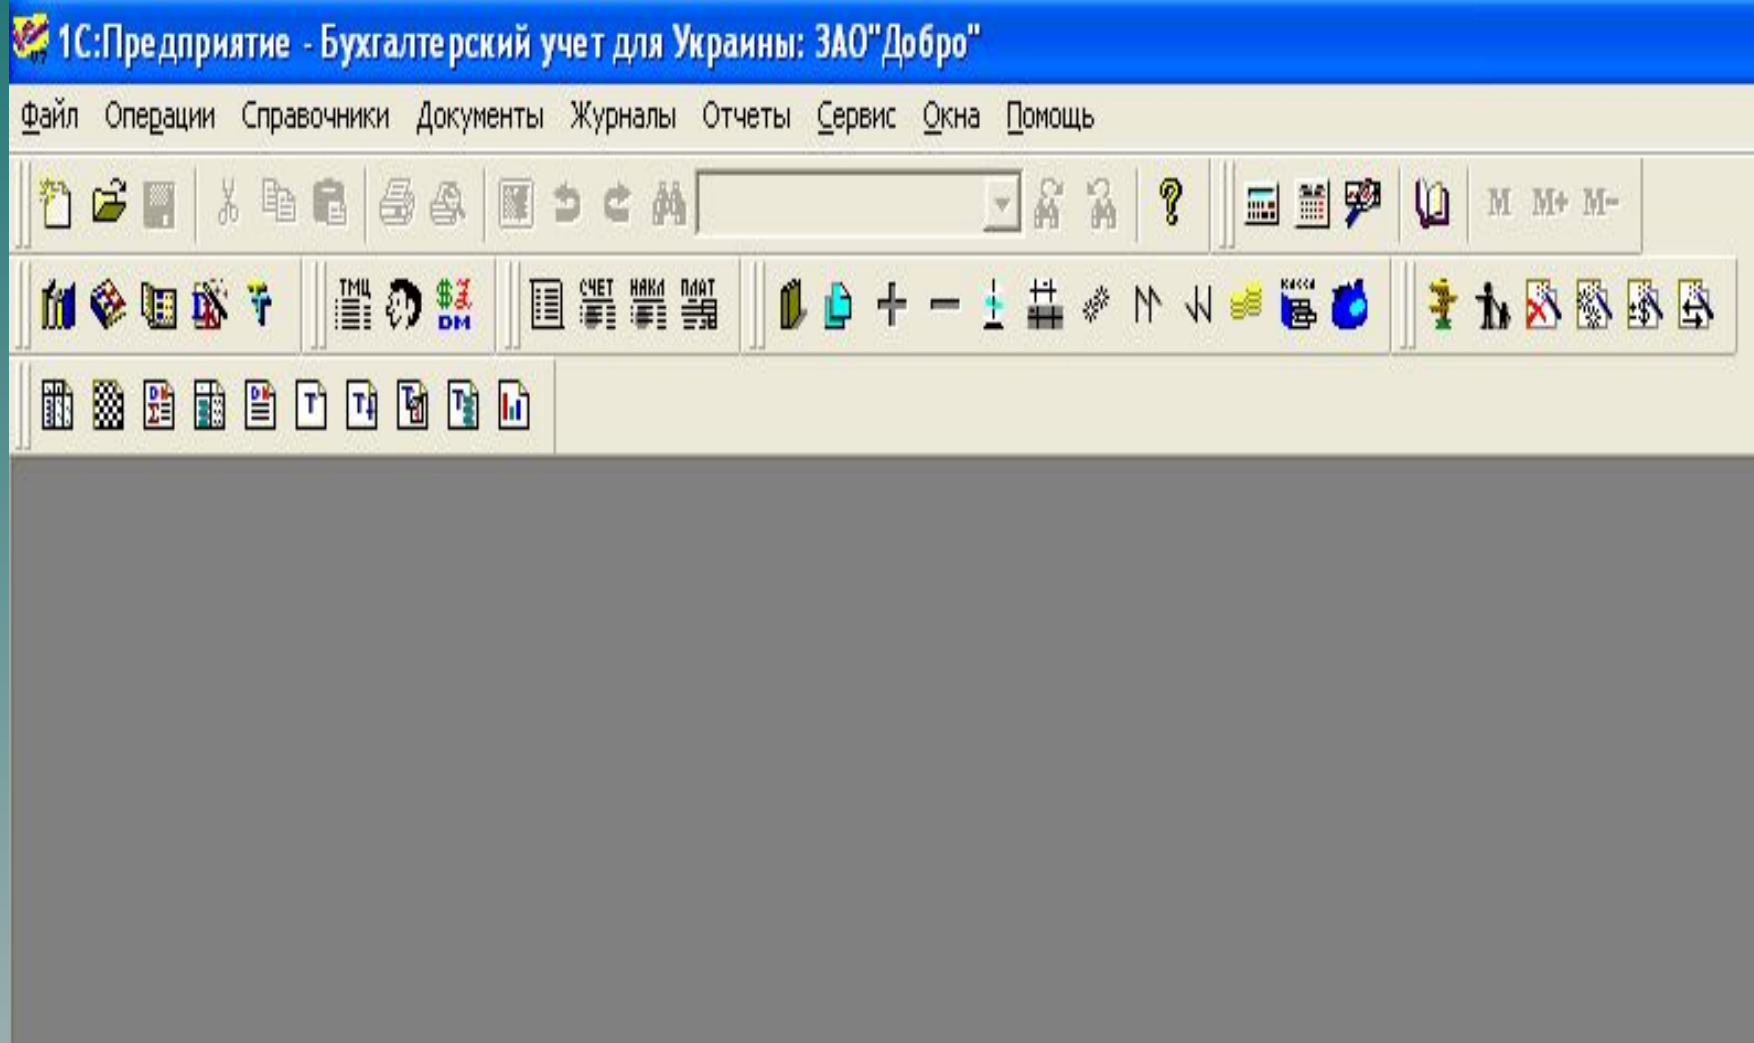 1С:Предприятие - Бухгалтерский учет для Украины: ЗАО"Добро"
Файл Операции Справочники Документы Журналы Отчеты Сервис Окна Помощь
M M+ M-
ТМЦ $ DM СЧЕТ НАКЛ ПЛАТ КАССА